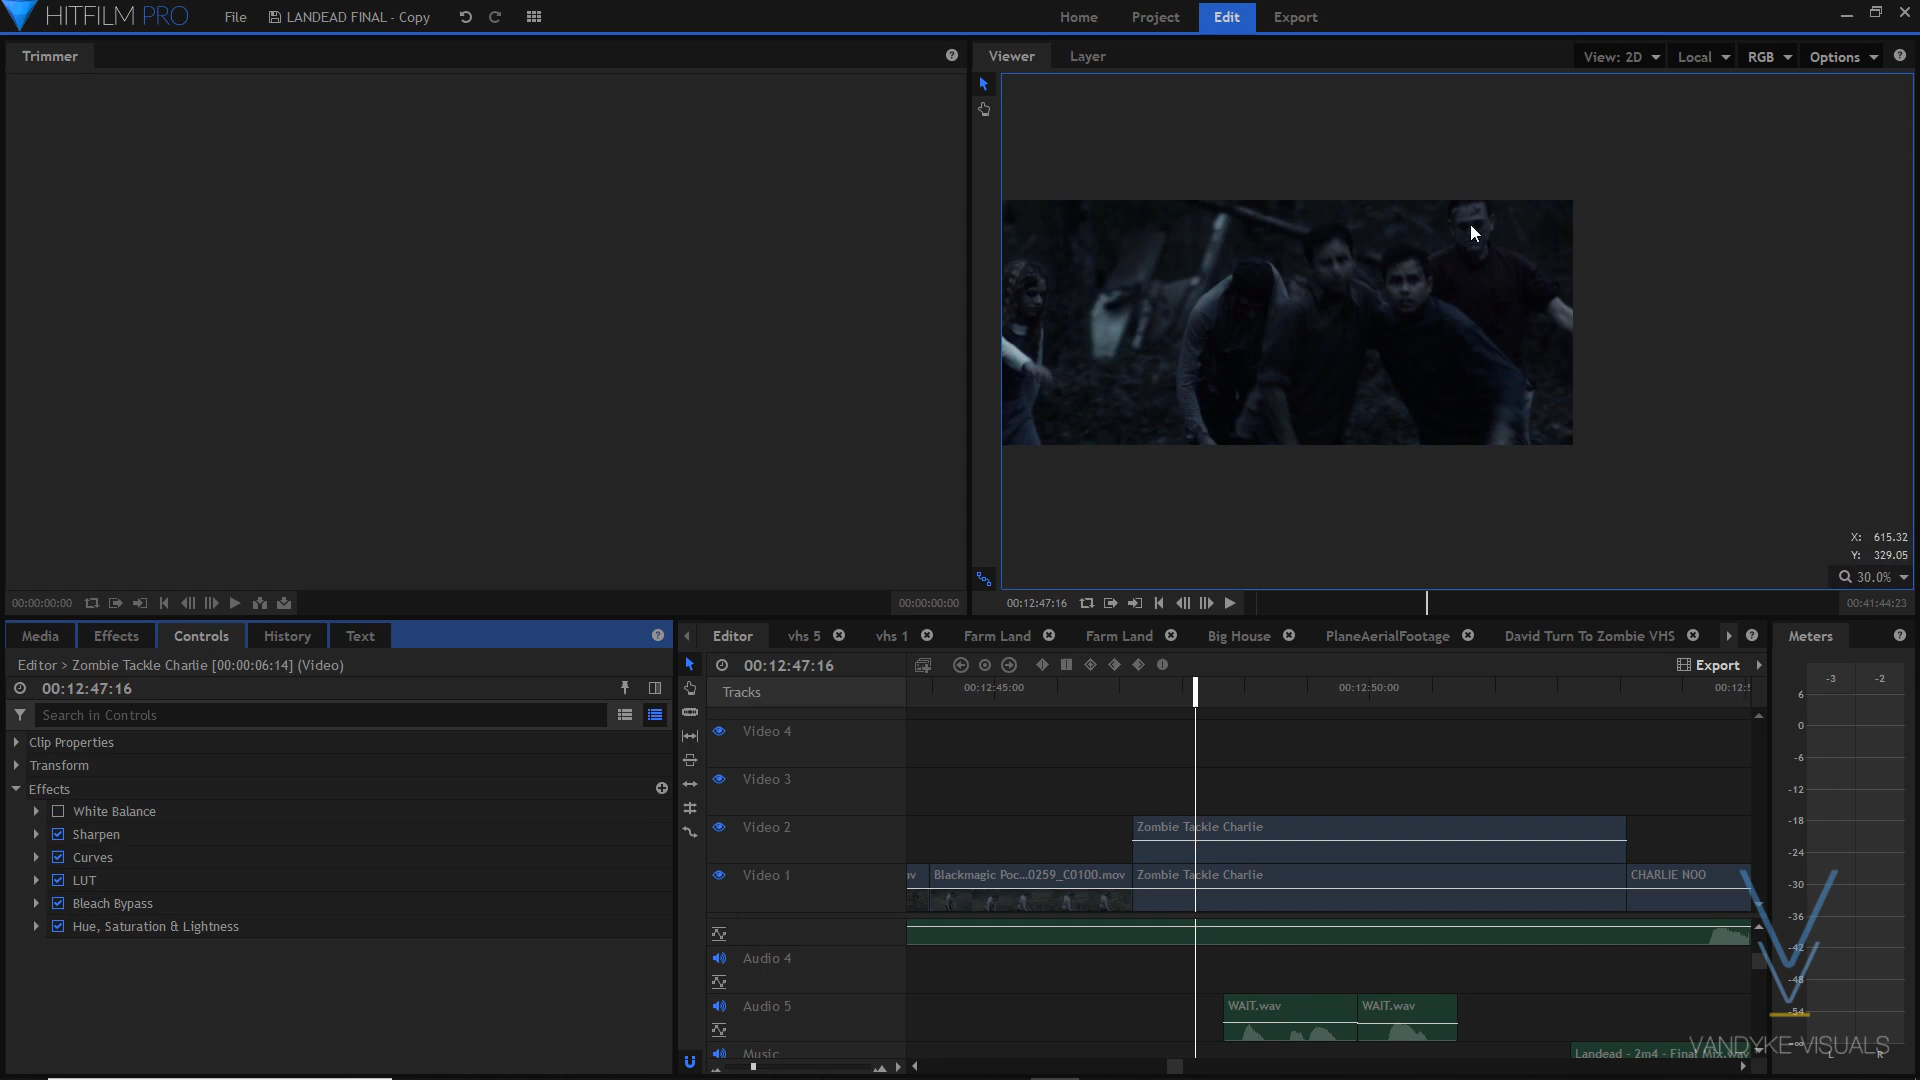 HITFILM PRO
File
LANDEAD FINAL - Copy
Home
Project
Edit
Export
Trimmer
Viewer
Layer
View: 2D
Local
RGB
Options
X: 615.32
Y: 329.05
30.0%
00:00:00:00
00:00:00:00
00:12:47:16
00:41:44:23
Media
Effects
Controls
History
Text
Editor > Zombie Tackle Charlie [00:00:06:14] (Video)
00:12:47:16
Search in Controls
Clip Properties
Transform
Effects
White Balance
Sharpen
Curves
LUT
Bleach Bypass
Hue, Saturation & Lightness
Editor
vhs 5
vhs 1
Farm Land
Farm Land
Big House
PlaneAerialFootage
David Turn To Zombie VHS
00:12:47:16
Export
Tracks
00:12:45:00
00:12:50:00
Video 4
Video 3
Video 2
Zombie Tackle Charlie
Video 1
Blackmagic Poc...0259_C0100.mov
Zombie Tackle Charlie
CHARLIE NOO
Audio 4
Audio 5
WAIT.wav
WAIT.wav
Music
Landead - 2m4 - Final Mix.wav
Meters
-3
-2
6
0
-6
-12
-18
-24
-30
-36
-42
-48
-54
-∞
L
R
VANDYKE-VISUALS